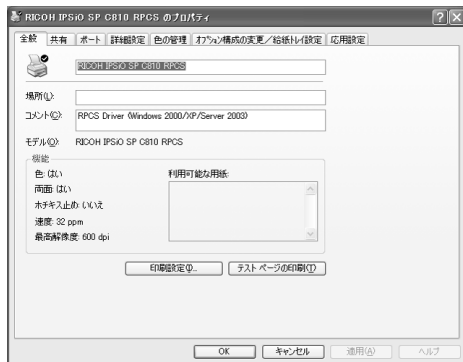 RICOH IPSiO SP C810 RPCS のプロパティ
全般 共有 ポート 詳細設定 色の管理 オプション構成の変更/給紙トレイ設定 応用設定
RICOH IPSiO SP C810 RPCS
場所(L):
コメント(C): RPCS Driver (Windows 2000/XP/Server 2003)
モデル(O): RICOH IPSiO SP C810 RPCS
機能
色: はい 利用可能な用紙:
両面: はい
ホチキス止め: いいえ
速度: 32 ppm
最高解像度: 600 dpi
印刷設定(I)... テスト ページの印刷(T)
OK キャンセル 適用(A) ヘルプ